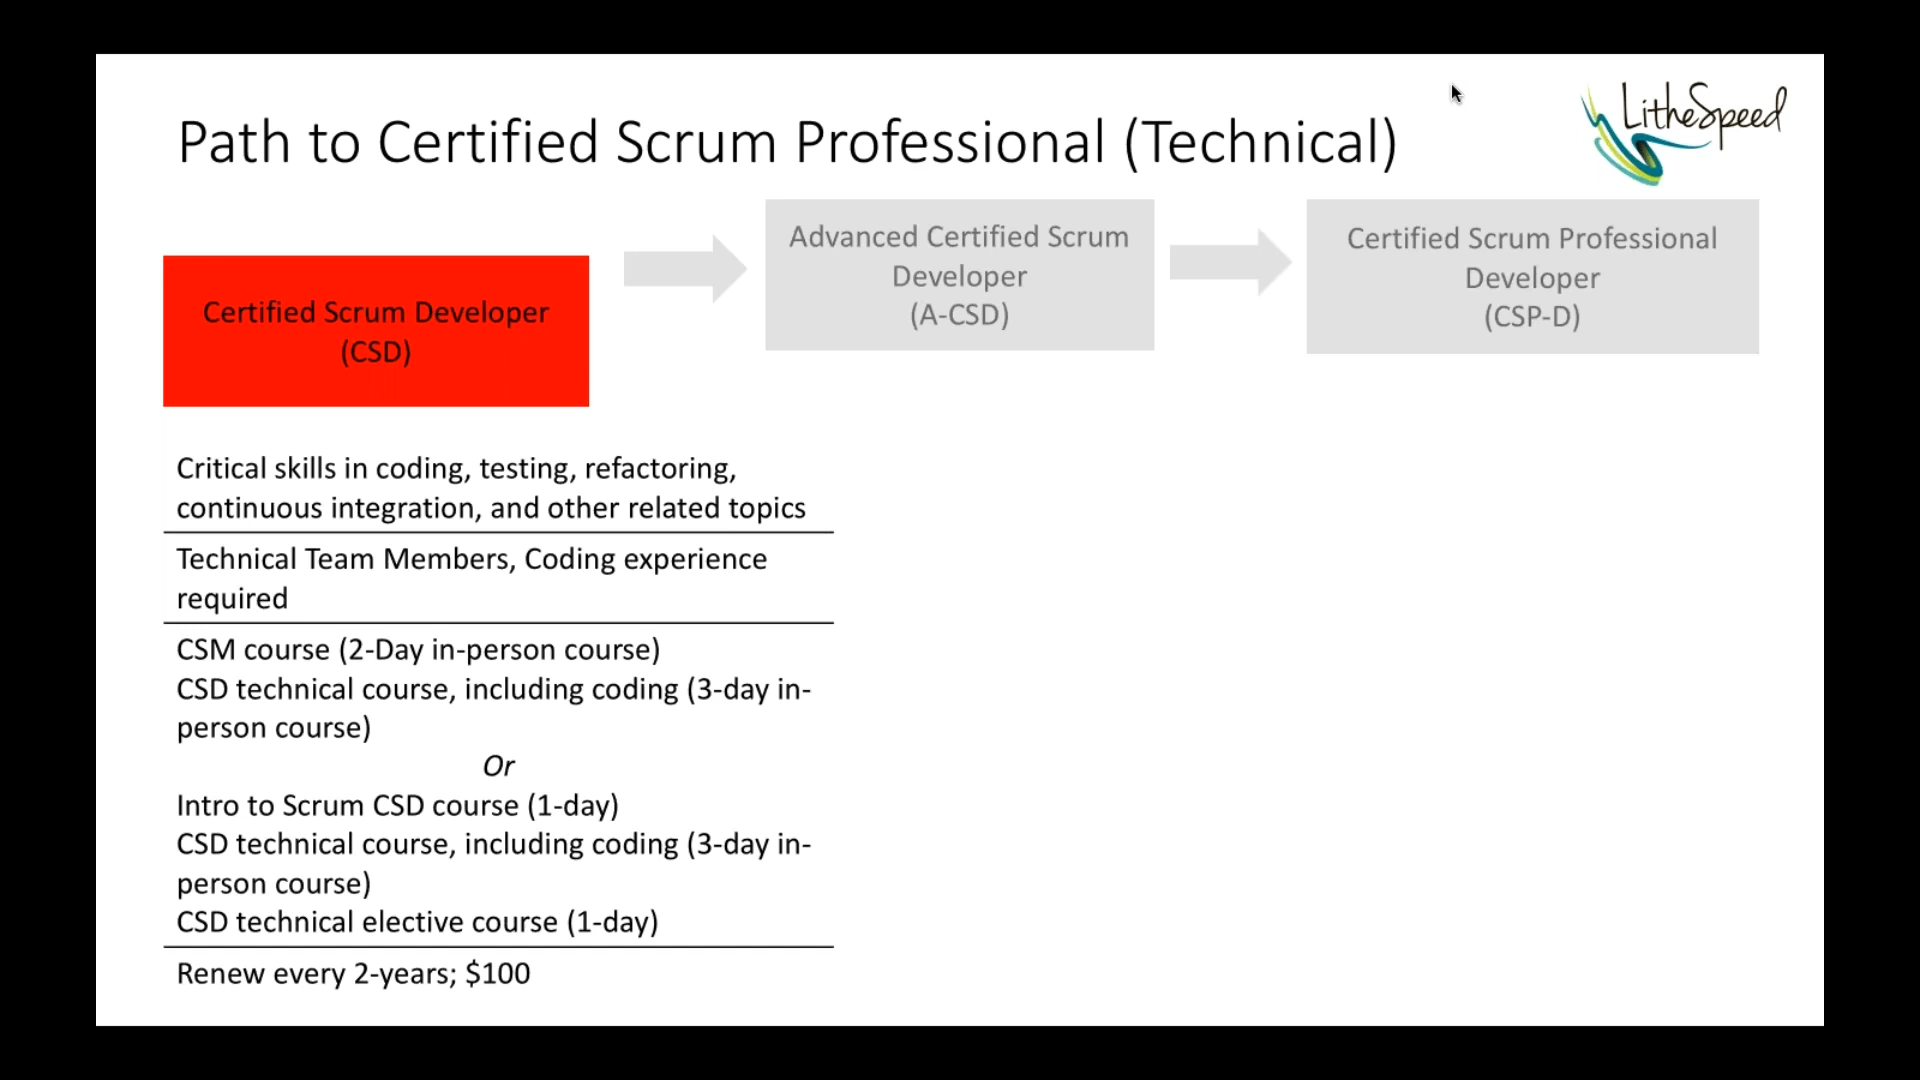 Path to Certified Scrum Professional (Technical)
LitheSpeed
Certified Scrum Developer
(CSD)
Advanced Certified Scrum
Developer
(A-CSD)
Certified Scrum Professional
Developer
(CSP-D)
Critical skills in coding, testing, refactoring,
continuous integration, and other related topics
Technical Team Members, Coding experience
required
CSM course (2-Day in-person course)
CSD technical course, including coding (3-day in-
person course)
Or
Intro to Scrum CSD course (1-day)
CSD technical course, including coding (3-day in-
person course)
CSD technical elective course (1-day)
Renew every 2-years; $100